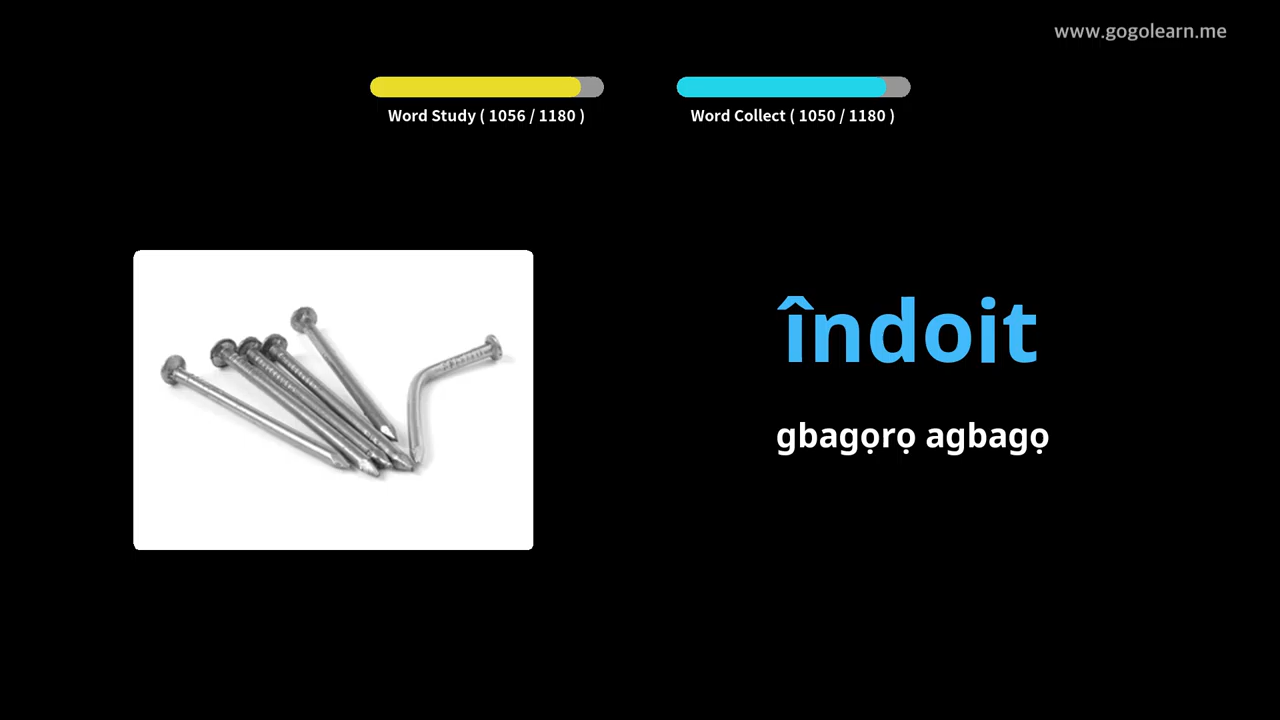 www.gogolearn.me
Word Study ( 1056 / 1180 )
Word Collect ( 1050 / 1180 )
îndoit
gbagọrọ agbagọ